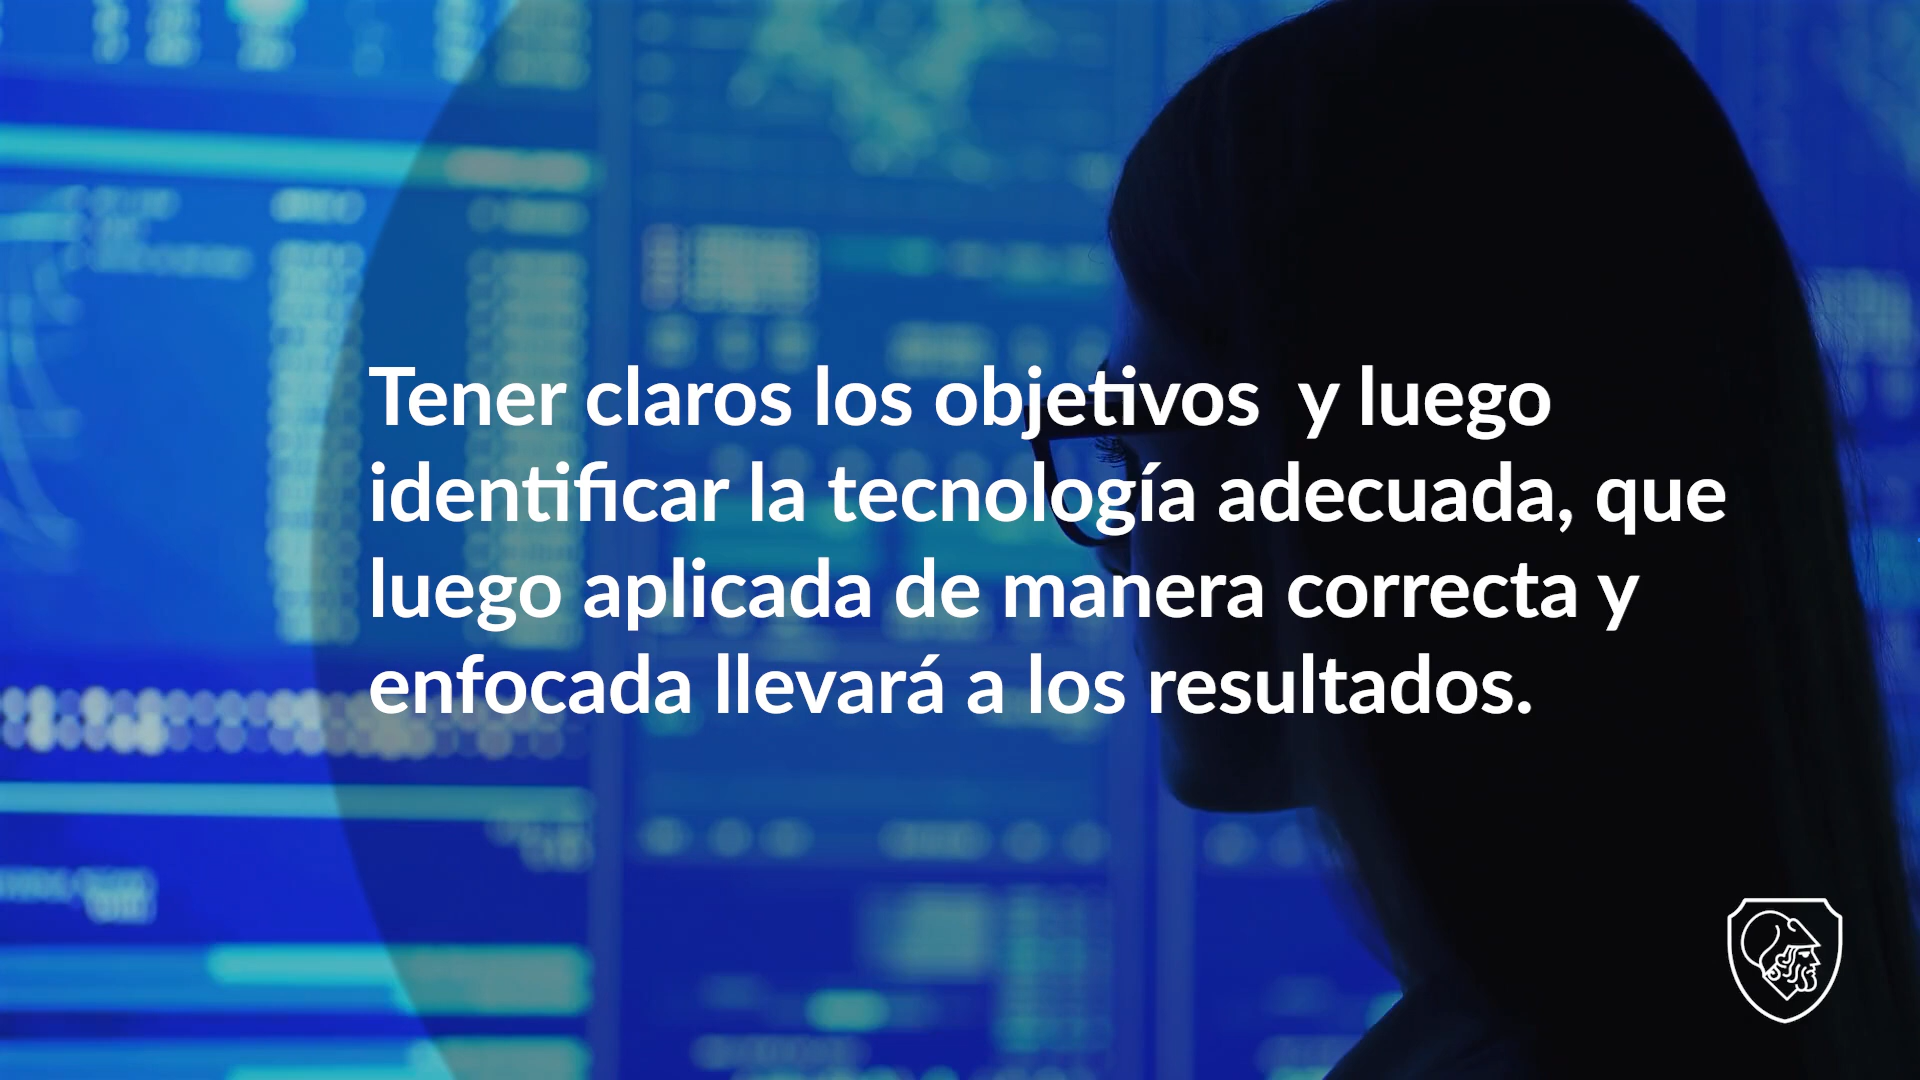 Tener claros los objetivos  y luego
identificar la tecnología adecuada, que
luego aplicada de manera correcta y
enfocada llevará a los resultados.